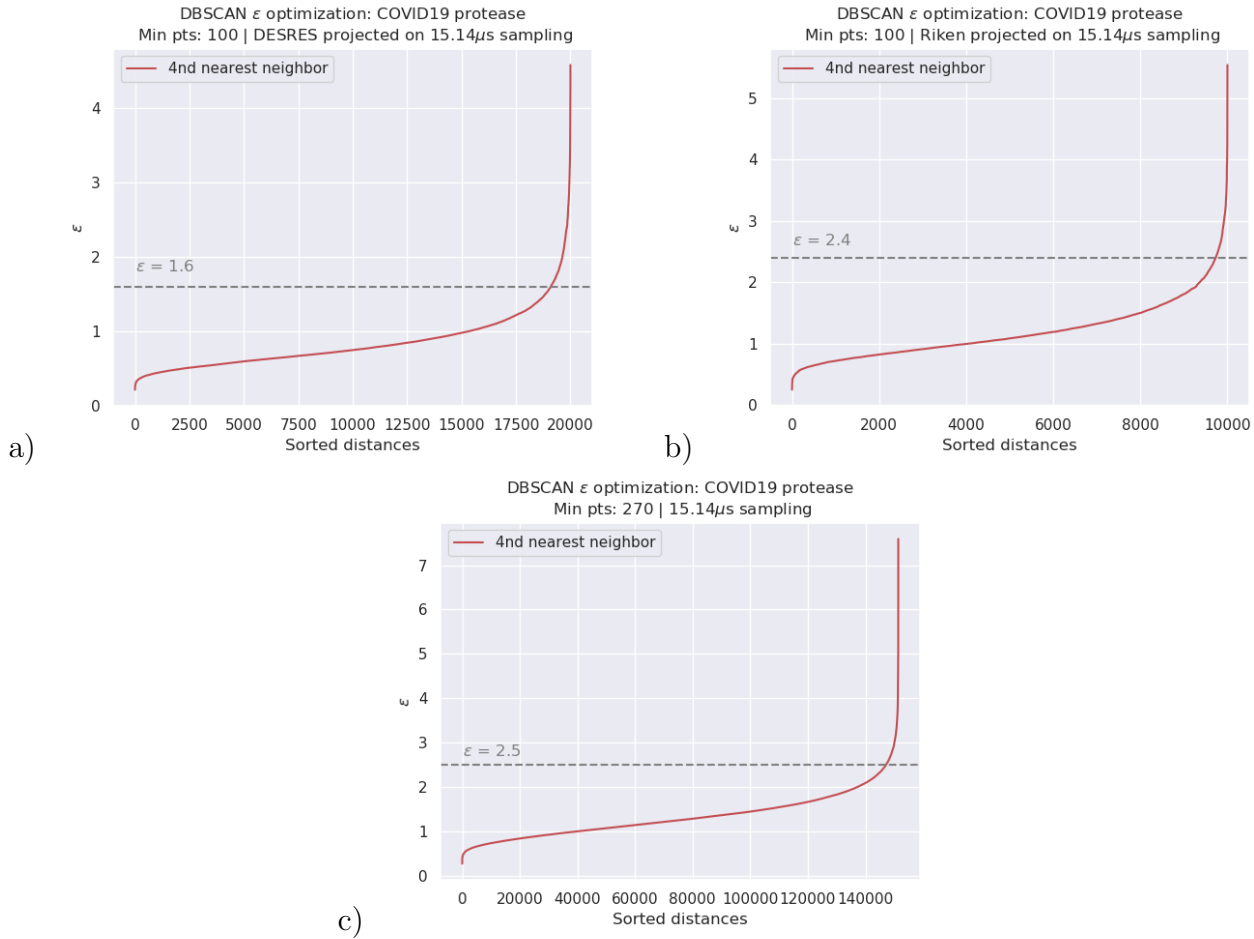 DBSCAN ε optimization: COVID19 protease
Min pts: 100 | DESRES projected on 15.14μs sampling
4nd nearest neighbor
ε = 1.6
ε
4
3
2
1
0
0 2500 5000 7500 10000 12500 15000 17500 20000
Sorted distances
a)
DBSCAN ε optimization: COVID19 protease
Min pts: 100 | Riken projected on 15.14μs sampling
4nd nearest neighbor
ε = 2.4
ε
5
4
3
2
1
0
0 2000 4000 6000 8000 10000
Sorted distances
b)
DBSCAN ε optimization: COVID19 protease
Min pts: 270 | 15.14μs sampling
4nd nearest neighbor
ε = 2.5
ε
7
6
5
4
3
2
1
0
0 20000 40000 60000 80000 100000 120000 140000
Sorted distances
c)